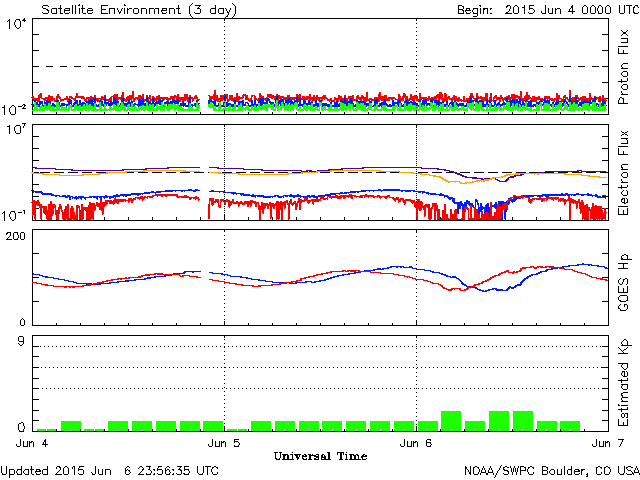 Satellite Environment (3 day) Begin: 2015 Jun 4 0000 UTC
10^4
Proton Flux
10^-2
10^7
Electron Flux
10^-1
200
GOES Hp
0
9
Estimated Kp
0
Jun 4 Jun 5 Jun 6 Jun 7
Universal Time
Updated 2015 Jun 6 23:56:35 UTC NOAA/SWPC Boulder, CO USA